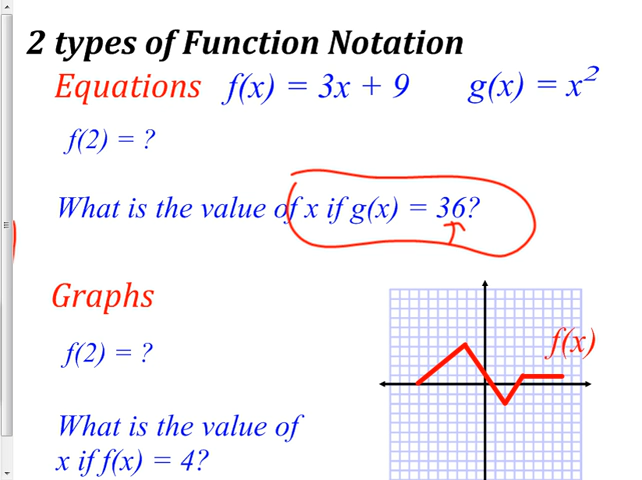 2 types of Function Notation
Equations f(x) = 3x + 9 g(x) = x²
f(2) = ?
What is the value of x if g(x) = 36?
Graphs
f(x)
f(2) = ?
What is the value of
x if f(x) = 4?